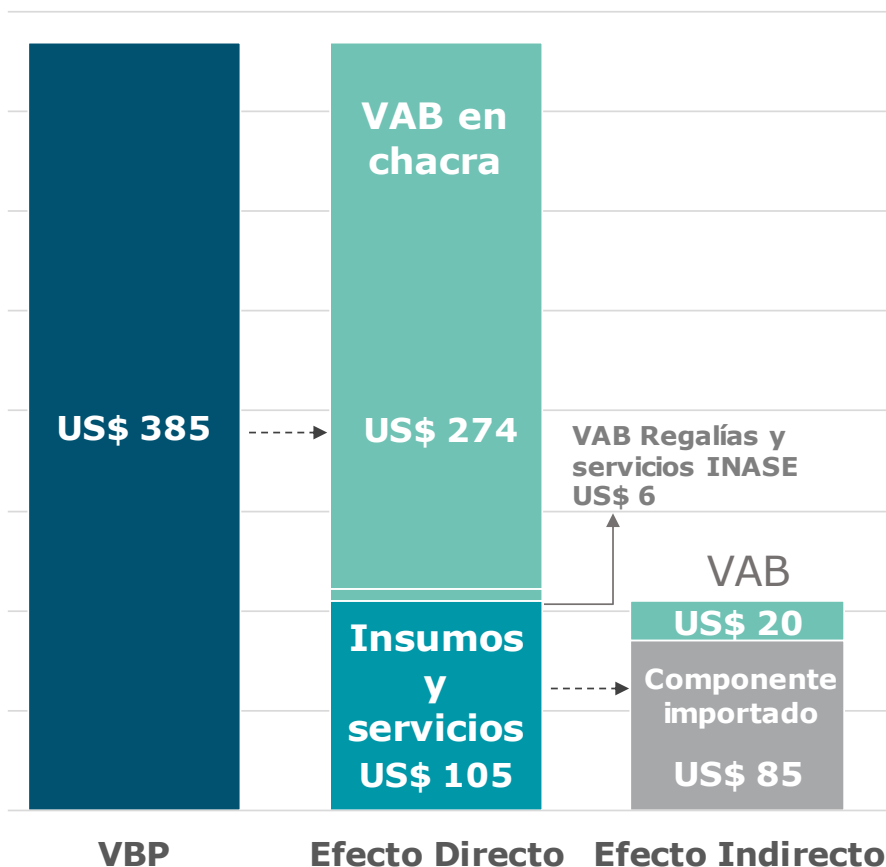 VAB en
chacra
US$ 385
US$ 274
VAB Regalías y
servicios INASE
US$ 6
VAB
US$ 20
Insumos
y
servicios
US$ 105
Componente
importado
US$ 85
VBP
Efecto Directo
Efecto Indirecto